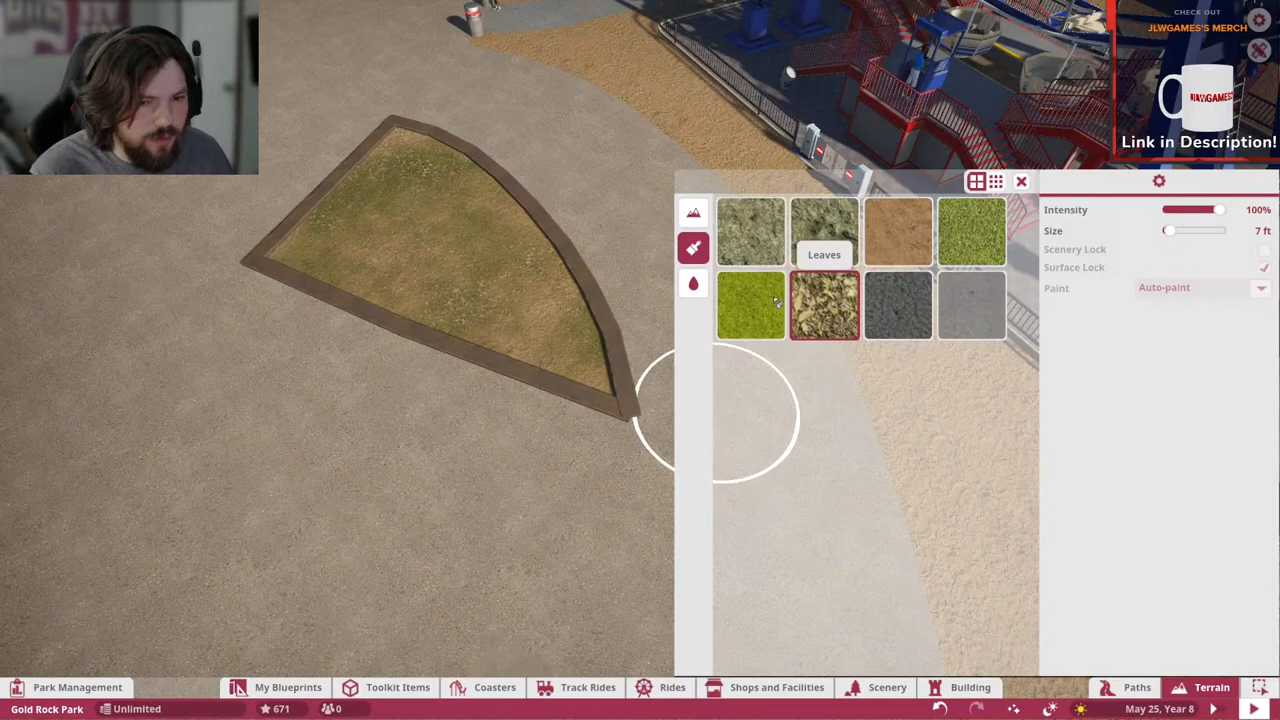 CHECK OUT
JLWGAMES'S MERCH
JLWGAMES
Link in Description!
Leaves
Intensity 100%
Size 7 ft
Scenery Lock
Surface Lock
Paint Auto-paint
Park Management My Blueprints Toolkit Items Coasters Track Rides Rides Shops and Facilities Scenery Building Paths Terrain
Gold Rock Park Unlimited 671 0 May 25, Year 8